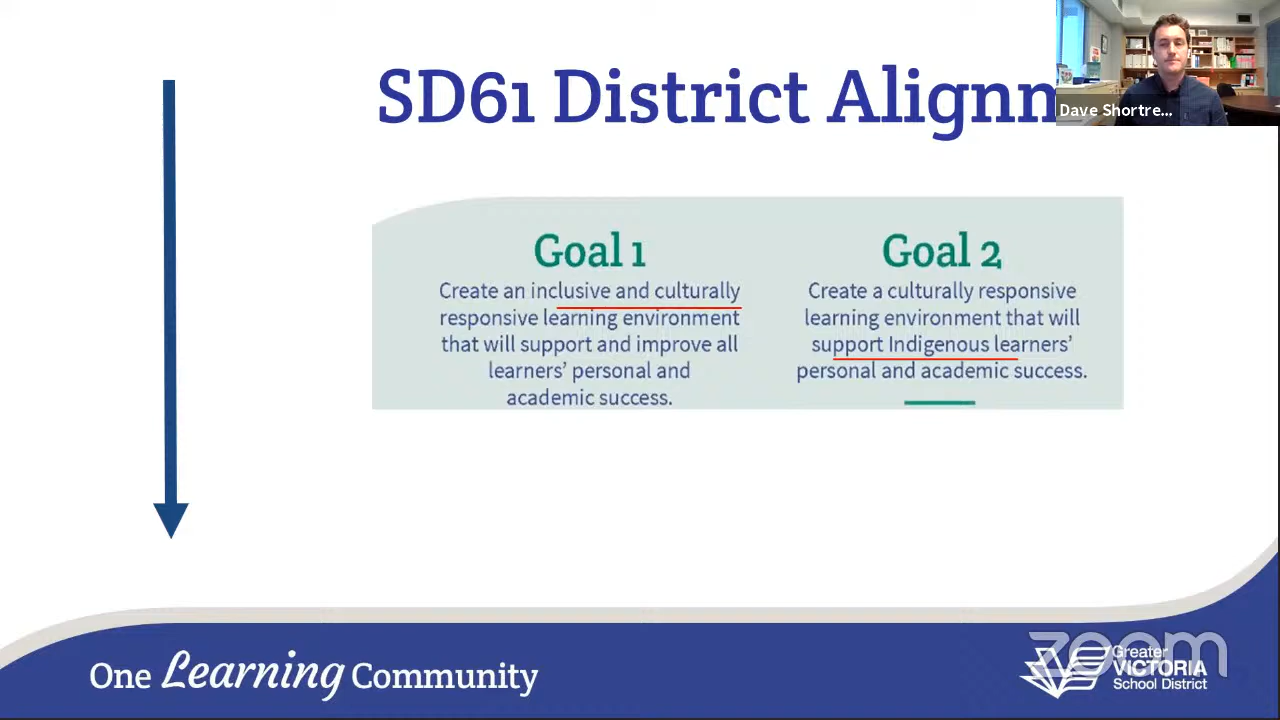 SD61 District Alignm
Dave Shortre...
Goal 1
Create an inclusive and culturally
responsive learning environment
that will support and improve all
learners’ personal and
academic success.
Goal 2
Create a culturally responsive
learning environment that will
support Indigenous learners’
personal and academic success.
One Learning Community
zoom
Greater
VICTORIA
School District